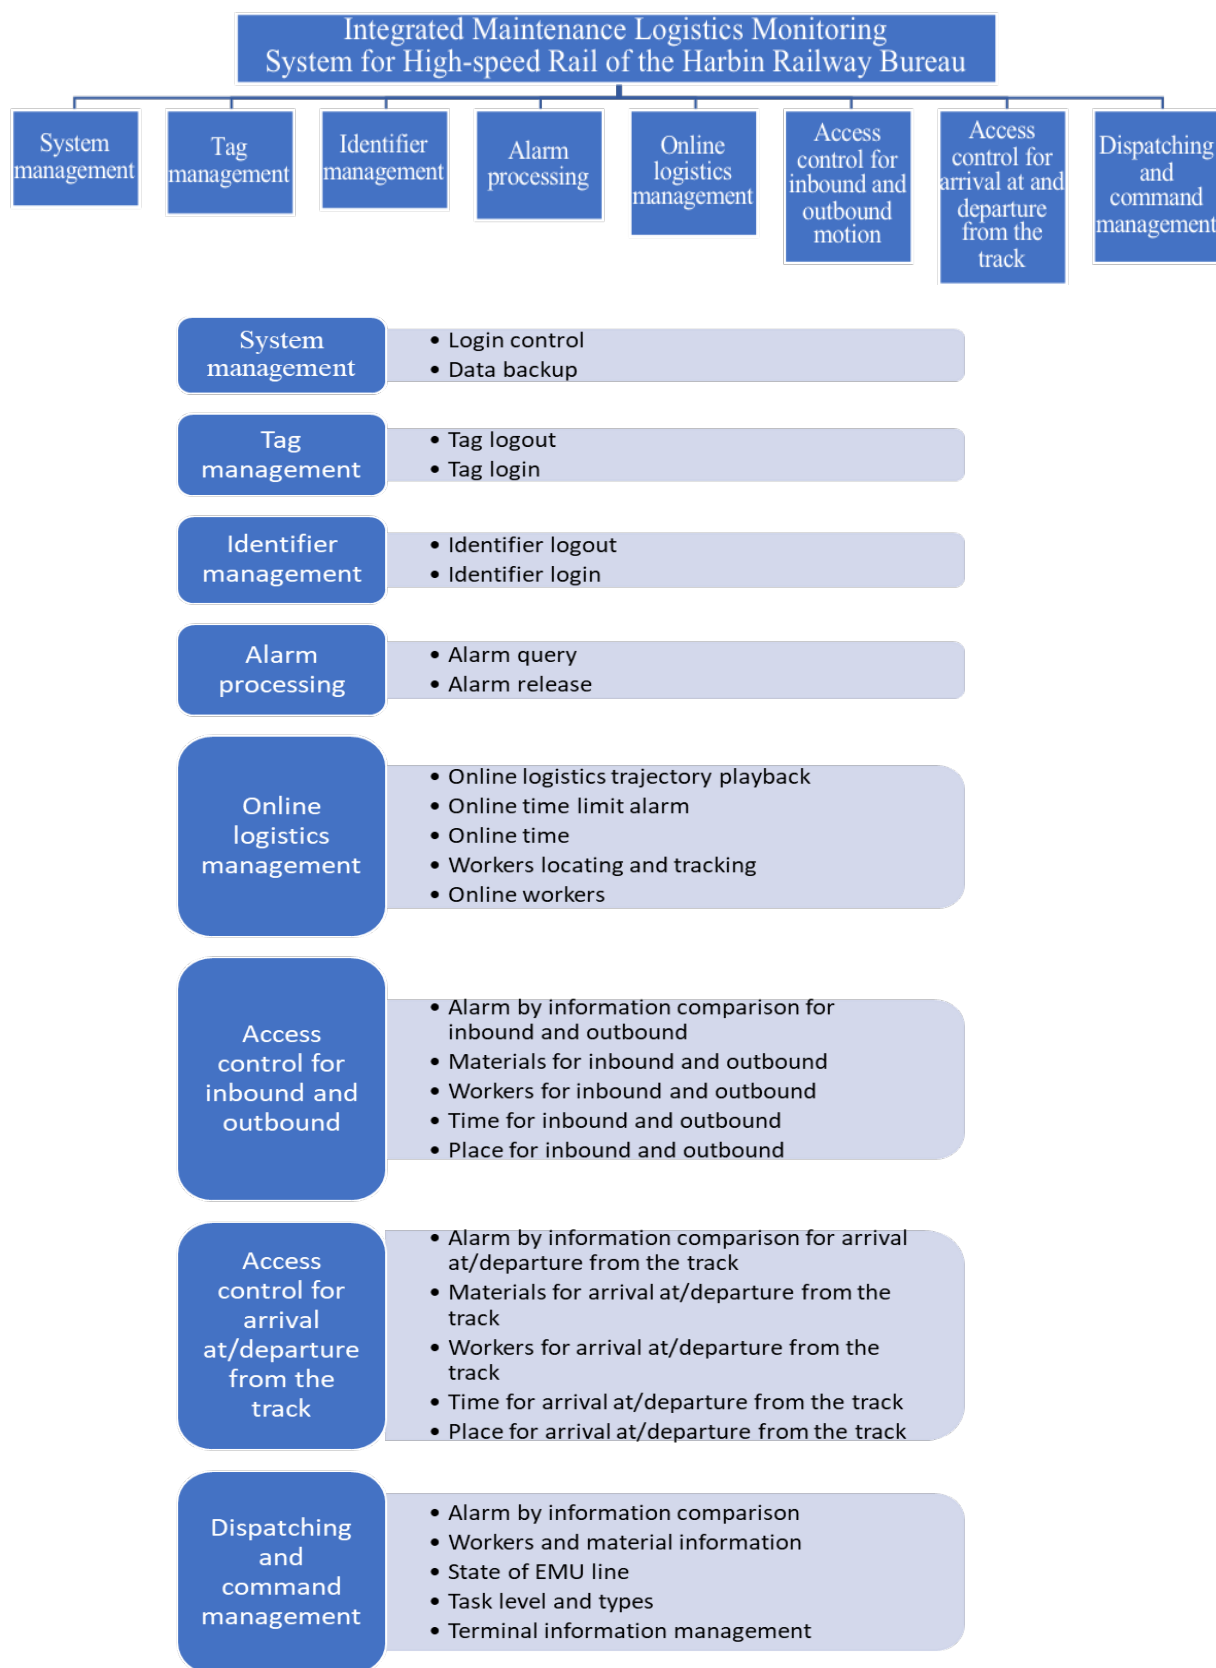 Integrated Maintenance Logistics Monitoring
System for High-speed Rail of the Harbin Railway Bureau
System
management
Tag
management
Identifier
management
Alarm
processing
Online
logistics
management
Access
control for
inbound and
outbound
motion
Access
control for
arrival at and
departure
from the
track
Dispatching
and
command
management
System
management
• Login control
• Data backup
Tag
management
• Tag logout
• Tag login
Identifier
management
• Identifier logout
• Identifier login
Alarm
processing
• Alarm query
• Alarm release
Online
logistics
management
• Online logistics trajectory playback
• Online time limit alarm
• Online time
• Workers locating and tracking
• Online workers
Access
control for
inbound and
outbound
• Alarm by information comparison for
inbound and outbound
• Materials for inbound and outbound
• Workers for inbound and outbound
• Time for inbound and outbound
• Place for inbound and outbound
Access
control for
arrival
at/departure
from the
track
• Alarm by information comparison for arrival
at/departure from the track
• Materials for arrival at/departure from the
track
• Workers for arrival at/departure from the
track
• Time for arrival at/departure from the track
• Place for arrival at/departure from the track
Dispatching
and
command
management
• Alarm by information comparison
• Workers and material information
• State of EMU line
• Task level and types
• Terminal information management